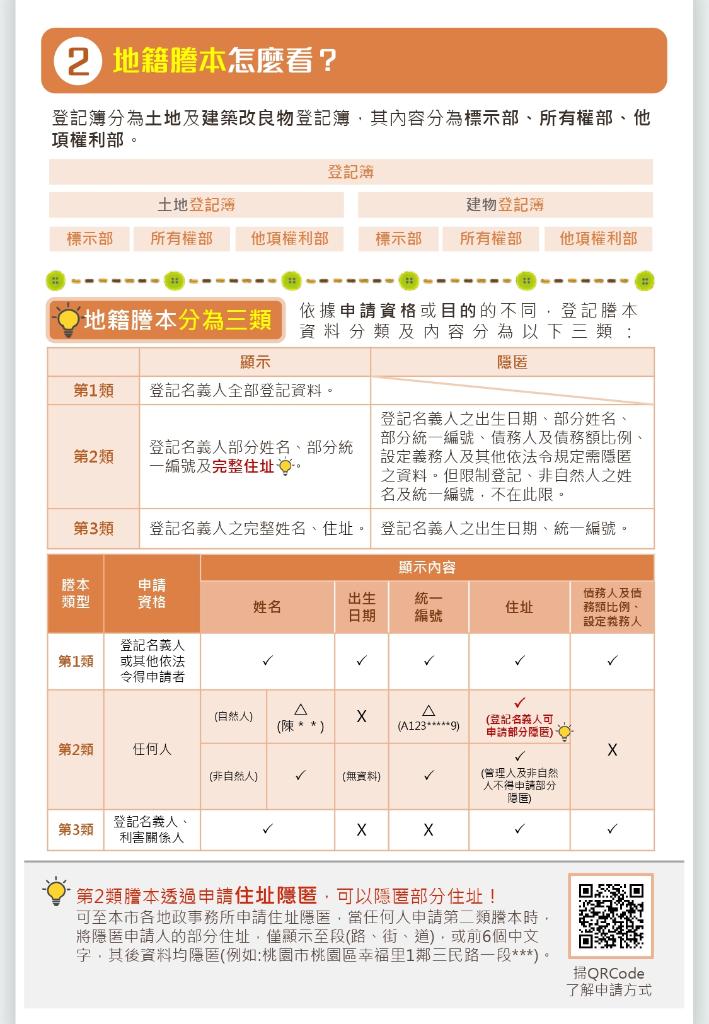 2 地籍謄本怎麼看？
登記簿分為土地及建築改良物登記簿，其內容分為標示部、所有權部、他
項權利部。
登記簿
土地登記簿 建物登記簿
標示部 所有權部 他項權利部 標示部 所有權部 他項權利部
地籍謄本分為三類
依據申請資格或目的的不同，登記謄本
資料分類及內容分為以下三類：
顯示 隱匿
第1類 登記名義人全部登記資料。
第2類
登記名義人部分姓名、部分統
一編號及完整住址。
登記名義人之出生日期、部分姓名、
部分統一編號、債務人及債務額比例、
設定義務人及其他依法令規定需隱匿
之資料。但限制登記、非自然人之姓
名及統一編號，不在此限。
第3類 登記名義人之完整姓名、住址。 登記名義人之出生日期、統一編號。
謄本
類型
申請
資格
顯示內容
姓名
出生
日期
統一
編號
住址
債務人及債
務額比例、
設定義務人
第1類
登記名義人
或其他依法
令得申請者
✓ ✓ ✓ ✓ ✓
第2類
任何人
(自然人)
△
(陳＊＊)
X
△
(A123*****9)
✓
(登記名義人可
申請部分隱匿)
X
(非自然人)
✓
(無資料)
✓
✓
(管理人及非自然
人不得申請部分
隱匿)
第3類
登記名義人、
利害關係人
✓ X X ✓ ✓
第2類謄本透過申請住址隱匿，可以隱匿部分住址！
可至本市各地政事務所申請住址隱匿，當任何人申請第二類謄本時，
將隱匿申請人的部分住址，僅顯示至段(路、街、道)，或前6個中文
字，其後資料均隱匿(例如:桃園市桃園區幸福里1鄰三民路一段***)。
掃QRCode
了解申請方式